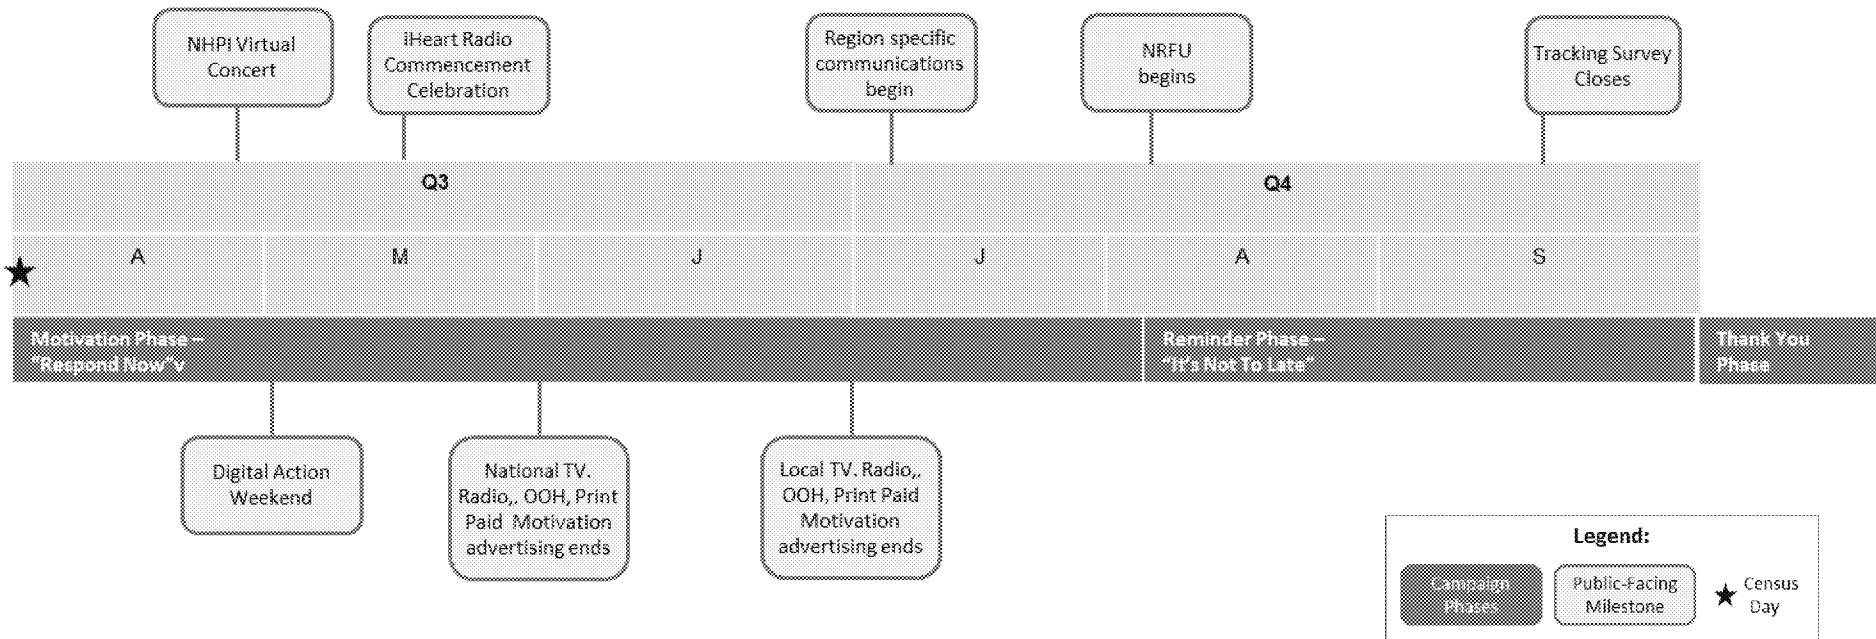 NHPI Virtual
Concert
iHeart Radio
Commencement
Celebration
Region specific
communications
begin
NRFU
begins
Tracking Survey
Closes
Q3
Q4
A
M
J
J
A
S
Motivation Phase –
"Respond Now"v
Reminder Phase –
"It's Not To Late"
Thank You
Phase
Digital Action
Weekend
National TV.
Radio,. OOH, Print
Paid Motivation
advertising ends
Local TV. Radio,.
OOH, Print Paid
Motivation
advertising ends
Legend:
Campaign
Phases
Public-Facing
Milestone
Census
Day